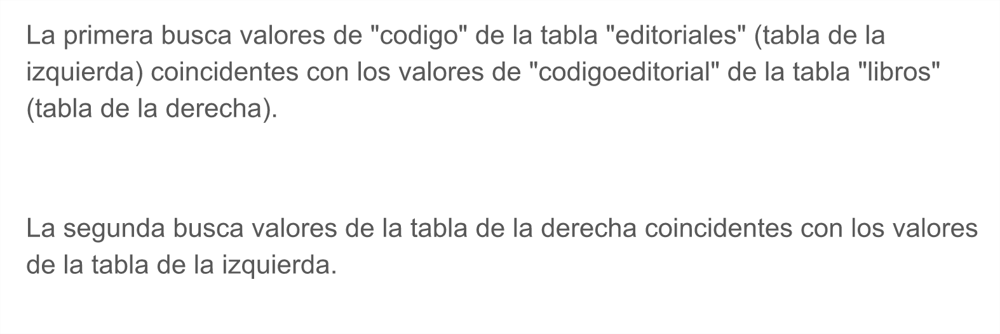 La primera busca valores de "codigo" de la tabla "editoriales" (tabla de la
izquierda) coincidentes con los valores de "codigoeditorial" de la tabla "libros"
(tabla de la derecha).
La segunda busca valores de la tabla de la derecha coincidentes con los valores
de la tabla de la izquierda.